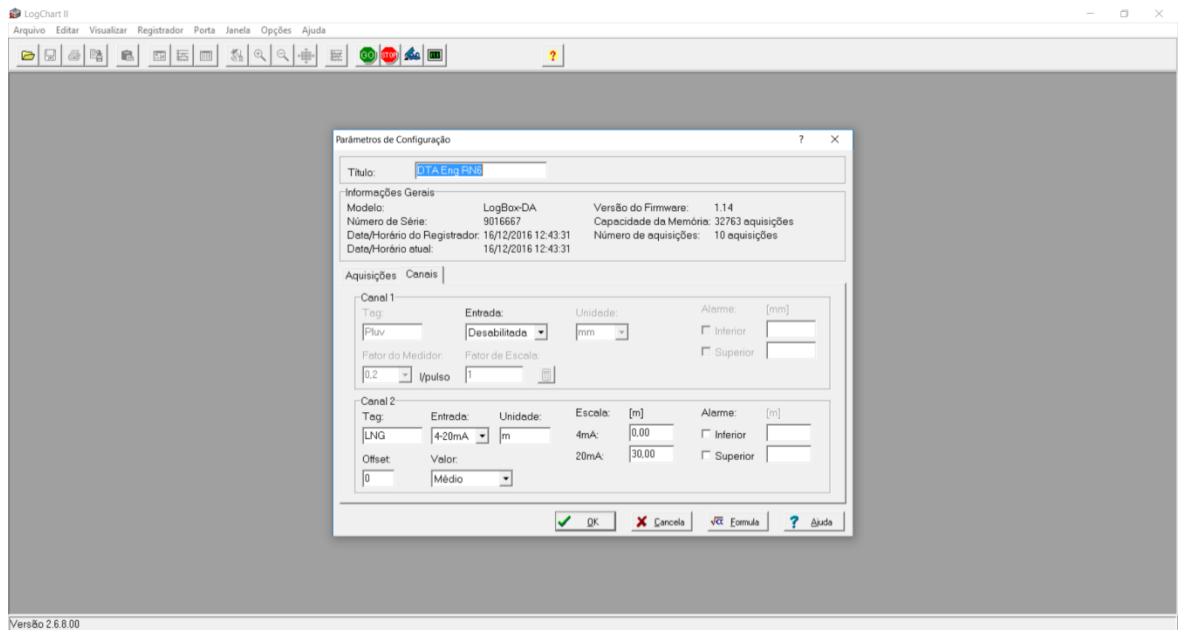 LogChart II
Arquivo Editar Visualizar Registrador Porta Janela Opções Ajuda
GO STOP ?
Parâmetros de Configuração ?
Título: DTA Eng RN6
Informações Gerais
Modelo: LogBox-DA Versão do Firmware: 1.14
Número de Série: 9016667 Capacidade da Memória: 32763 aquisições
Data/Horário do Registrador: 16/12/2016 12:43:31 Número de aquisições: 10 aquisições
Data/Horário atual: 16/12/2016 12:43:31
Aquisições Canais
Canal 1
Tag: Entrada: Unidade: Alarme: [mm]
Pluv Desabilitada mm Inferior
Superior
Fator do Medidor: Fator de Escala:
0,2 l/pulso 1
Canal 2
Tag: Entrada: Unidade: Escala: [m] Alarme: [m]
LNG 4-20mA m 4mA: 0,00 Inferior
Offset: Valor: 20mA: 30,00 Superior
0 Médio
OK Cancela √α Formula ? Ajuda
Versão 2.6.8.00